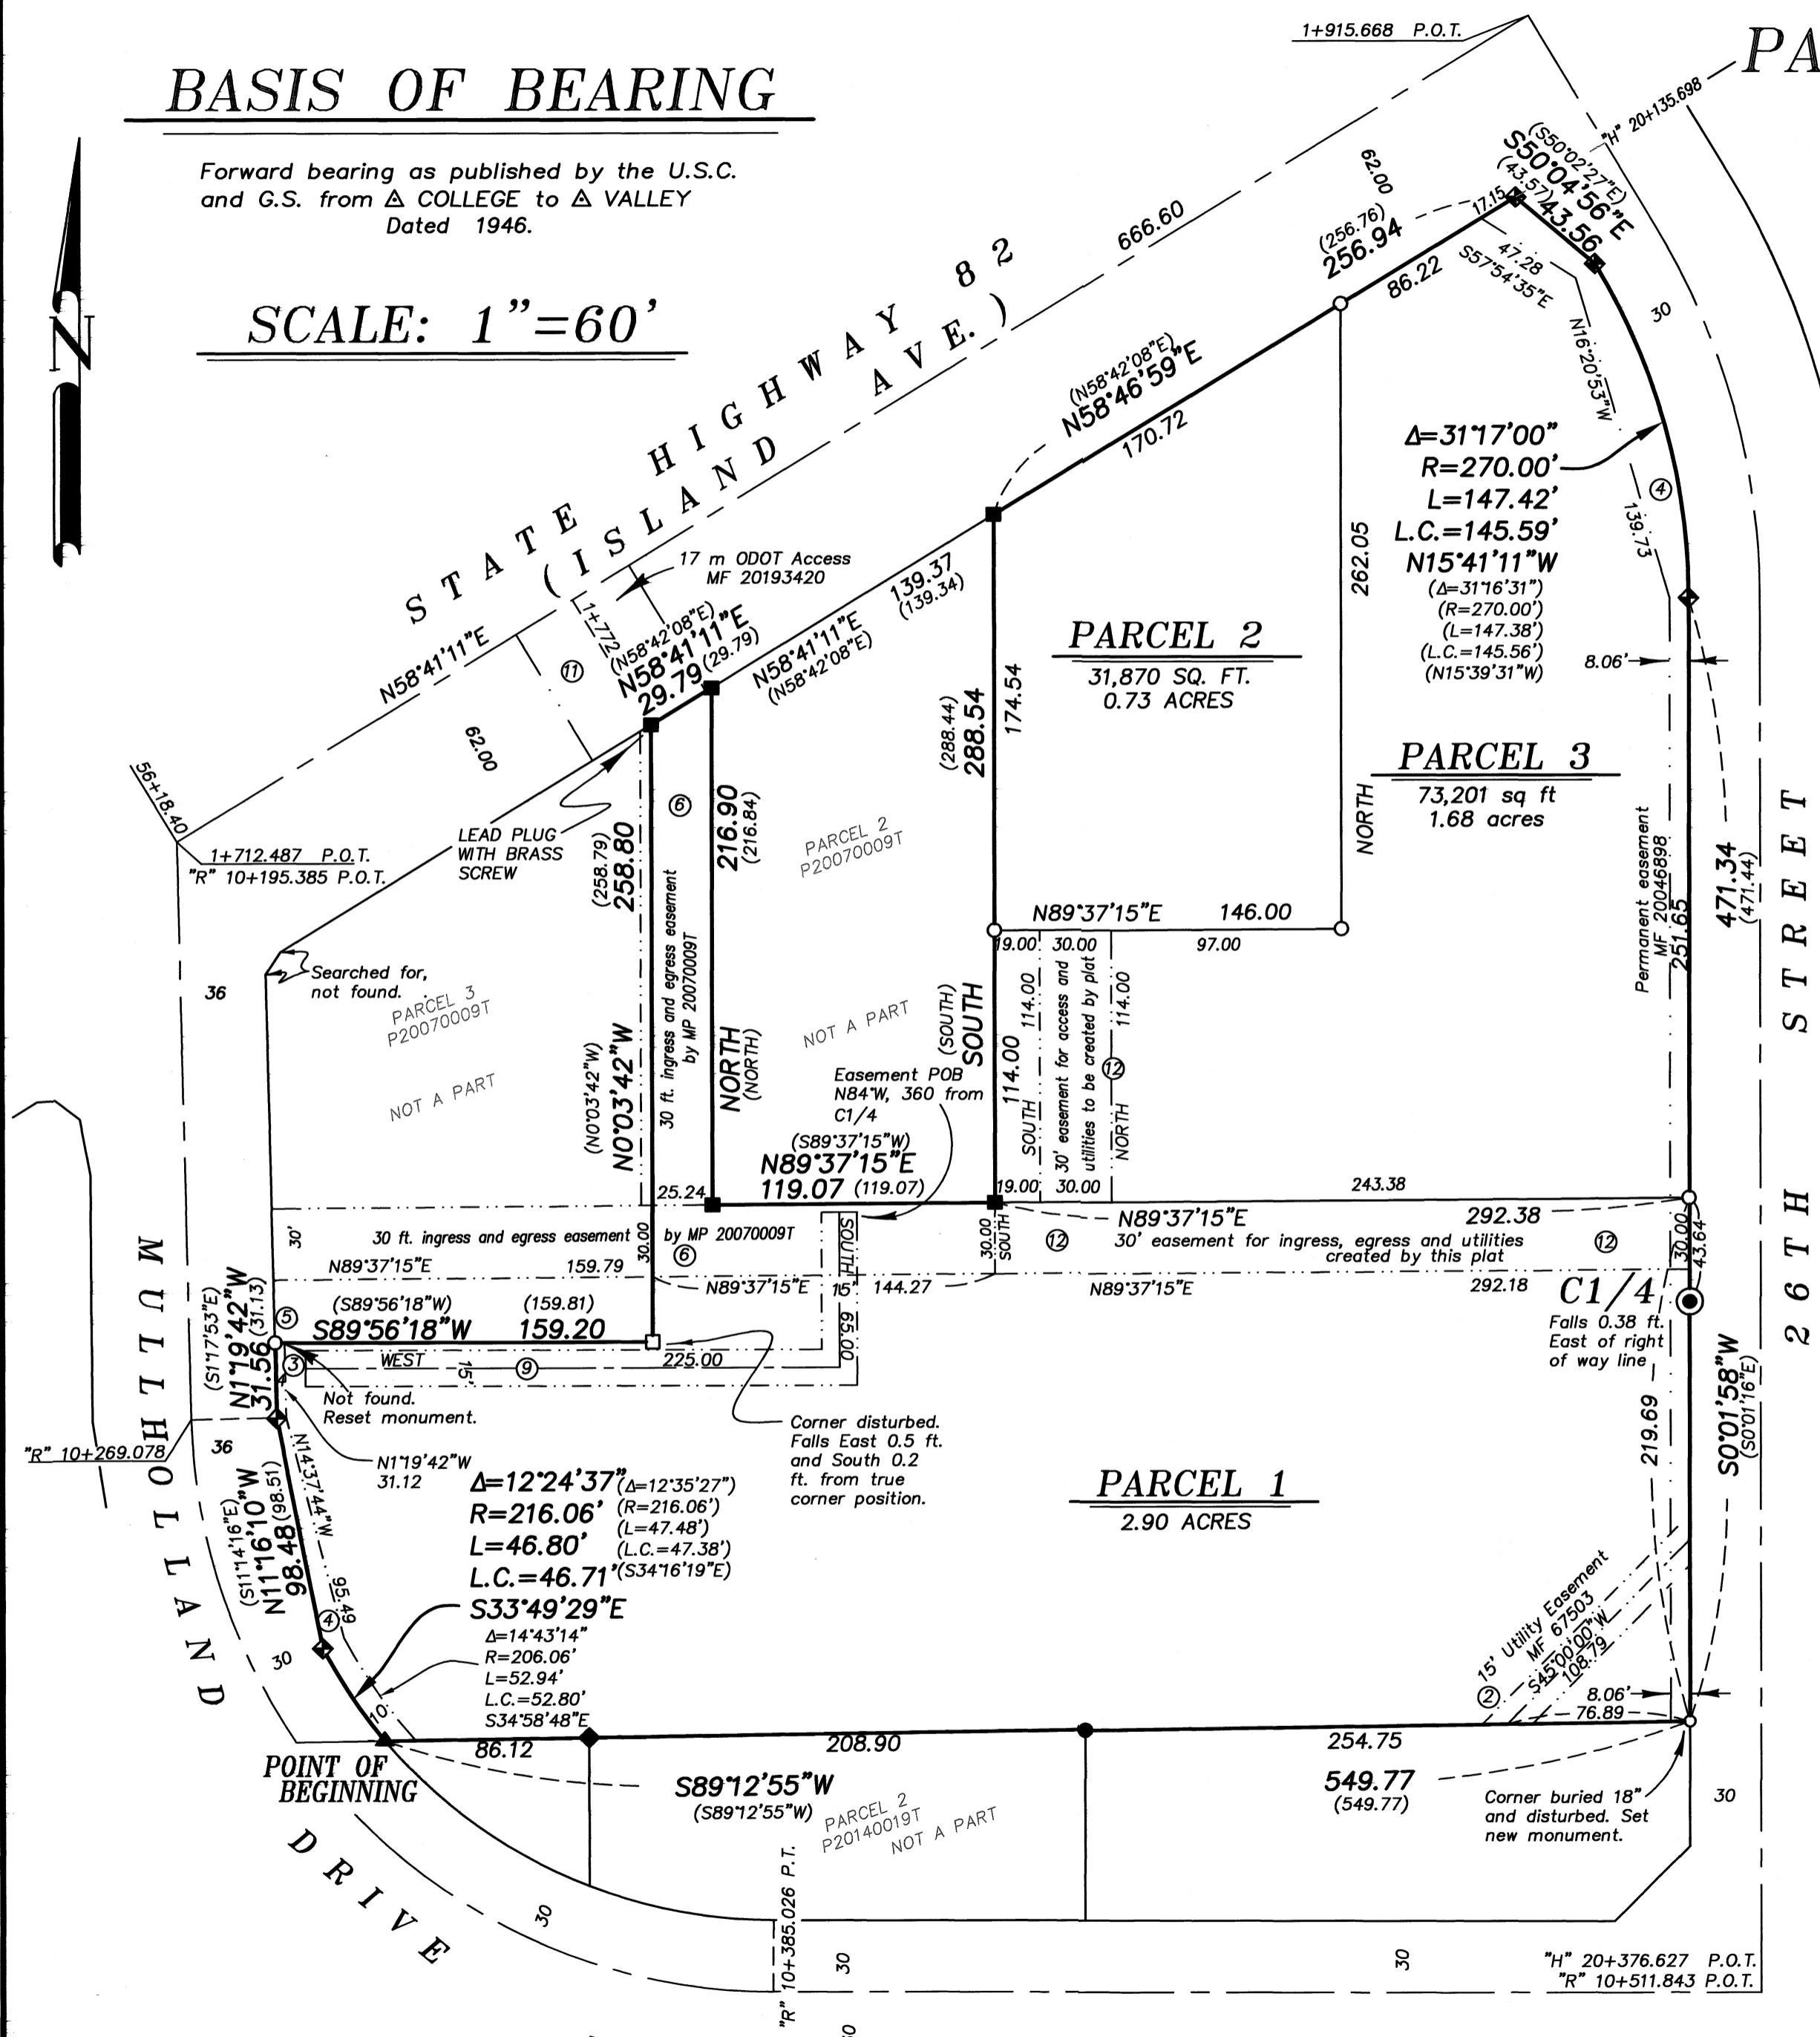 BASIS OF BEARING
Forward bearing as published by the U.S.C.
and G.S. from △ COLLEGE to △ VALLEY
Dated 1946.
SCALE: 1"=60'
N
1+915.668 P.O.T.
PA
"H" 20+135.698
STATE HIGHWAY 82
(ISLAND AVE.)
666.60
62.00
(256.76)
256.94
17.15
86.22
(S50°02'27"E)
S50°04'56"E
(43.57)
43.56
47.28
S57°54'35"E
30
N16°20'53"W
139.73
④
(N58°42'08"E)
N58°46'59"E
170.72
Δ=31°17'00"
R=270.00'
L=147.42'
L.C.=145.59'
N15°41'11"W
(Δ=31°16'31")
(R=270.00')
(L=147.38')
(L.C.=145.56')
(N15°39'31"W)
8.06'
262.05
NORTH
17 m ODOT Access
MF 20193420
1+772
N58°41'11"E
⑪
(N58°42'08"E)
N58°41'11"E
29.79
(29.79)
139.37
(139.34)
N58°41'11"E
(N58°42'08"E)
62.00
56+18.40
1+712.487 P.O.T.
"R" 10+195.385 P.O.T.
LEAD PLUG
WITH BRASS
SCREW
PARCEL 2
31,870 SQ. FT.
0.73 ACRES
PARCEL 3
73,201 sq ft
1.68 acres
(288.44)
288.54
174.54
(258.79)
258.80
⑥
216.90
(216.84)
PARCEL 2
P20070009T
NOT A PART
30 ft. ingress and egress easement
by MP 20070009T
(N0°03'42"W)
N0°03'42"W
NORTH
(NORTH)
Searched for,
not found.
36
PARCEL 3
P20070009T
NOT A PART
N89°37'15"E 146.00
19.00 30.00 97.00
(SOUTH)
SOUTH
114.00
114.00
SOUTH
30' easement for access and
utilities to be created by plat
114.00
NORTH
⑫
Permanent easement
MF 20046898
251.65
471.34
(471.44)
26TH STREET
Easement POB
N84°W, 360 from
C1/4
(S89°37'15"W)
N89°37'15"E
119.07 (119.07)
25.24
19.00 30.00
243.38
N89°37'15"E 292.38
30' easement for ingress, egress and utilities
created by this plat
⑫
⑫
30.00
SOUTH
30.00
43.64
N89°37'15"E 292.18
C1/4
Falls 0.38 ft.
East of right
of way line
30'
30 ft. ingress and egress easement
30.00
by MP 20070009T
⑥
N89°37'15"E 159.79
N89°37'15"E 144.27
SOUTH
15'
65.00
(S89°56'18"W) (159.81)
S89°56'18"W 159.20
WEST
15'
⑨
225.00
(S1°17'53"E)
N1°19'42"W
31.56
(31.13)
⑤
③
4'
Not found.
Reset monument.
N1°19'42"W
31.12
"R" 10+269.078
36
MULHOLLAND
DRIVE
Corner disturbed.
Falls East 0.5 ft.
and South 0.2
ft. from true
corner position.
(S11°14'16"E)
N11°16'10"W
98.48
(98.51)
N14°37'44"W
95.49
④
30
10
Δ=12°24'37" (Δ=12°35'27")
R=216.06' (R=216.06')
L=46.80' (L=47.48')
(L.C.=47.38')
L.C.=46.71' (S34°16'19"E)
S33°49'29"E
Δ=14°43'14"
R=206.06'
L=52.94'
L.C.=52.80'
S34°58'48"E
PARCEL 1
2.90 ACRES
219.69
S0°01'58"W
(S0°01'16"E)
15' Utility Easement
MF 67503
S45°00'00"W
108.79
②
8.06'
76.89
POINT OF
BEGINNING
86.12
208.90
254.75
S89°12'55"W
(S89°12'55"W)
549.77
(549.77)
PARCEL 2
P20140019T
NOT A PART
Corner buried 18"
and disturbed. Set
new monument.
30
30
"R" 10+385.026 P.T.
30
30
"H" 20+376.627 P.O.T.
"R" 10+511.843 P.O.T.